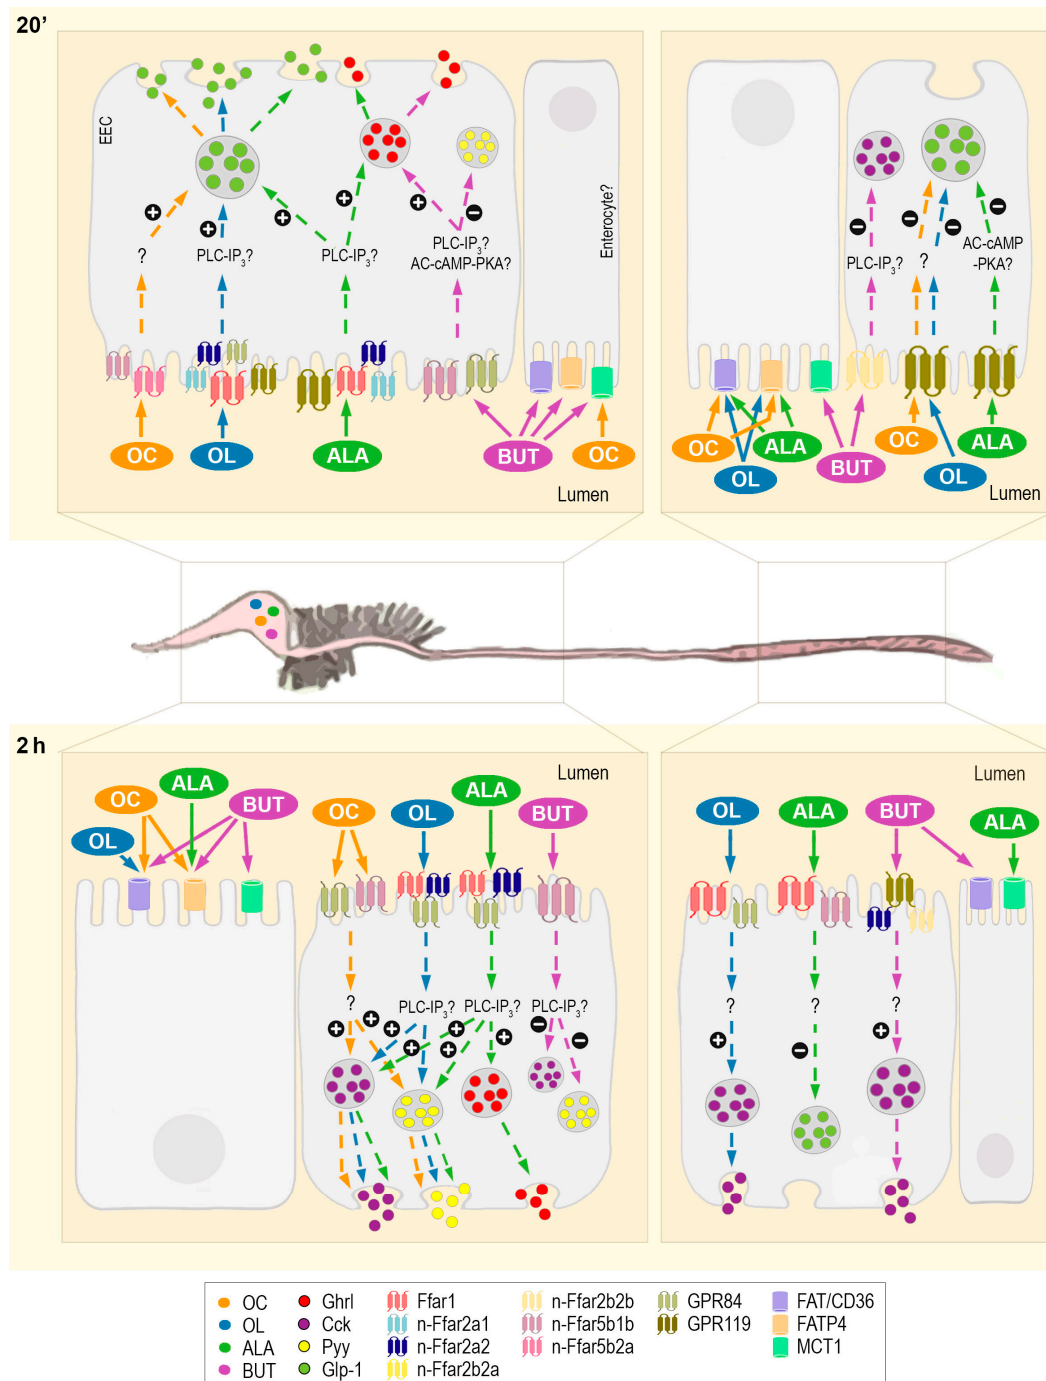 20'
EEC
Enterocyte?
?
PLC-IP3?
PLC-IP3?
PLC-IP3?
AC-cAMP-PKA?
OC
OL
ALA
BUT
OC
Lumen
PLC-IP3?
?
AC-cAMP
-PKA?
OC
ALA
OL
BUT
OC
OL
ALA
Lumen
2 h
Lumen
OL
OC
ALA
BUT
OC
OL
ALA
BUT
?
PLC-IP3?
PLC-IP3?
PLC-IP3?
Lumen
OL
ALA
BUT
ALA
?
?
?
OC
OL
ALA
BUT
Ghrl
Cck
Pyy
Glp-1
Ffar1
n-Ffar2a1
n-Ffar2a2
n-Ffar2b2a
n-Ffar2b2b
n-Ffar5b1b
n-Ffar5b2a
GPR84
GPR119
FAT/CD36
FATP4
MCT1